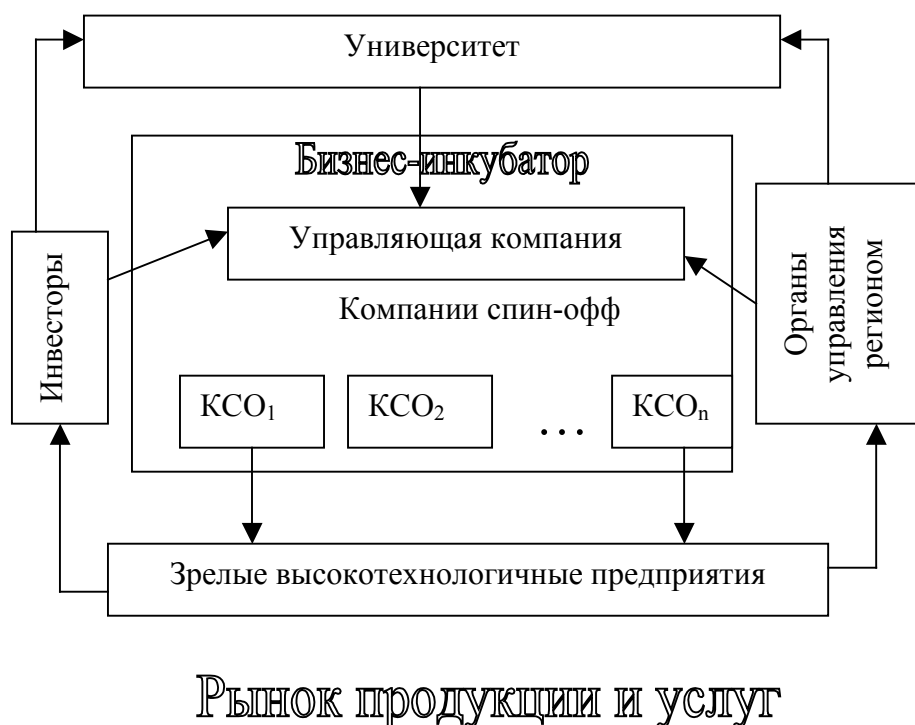 Университет
Бизнес-инкубатор
Управляющая компания
Компании спин-офф
Инвесторы
Органы
управления
регионом
КСО₁
КСО₂
...
КСОₙ
Зрелые высокотехнологичные предприятия
Рынок продукции и услуг